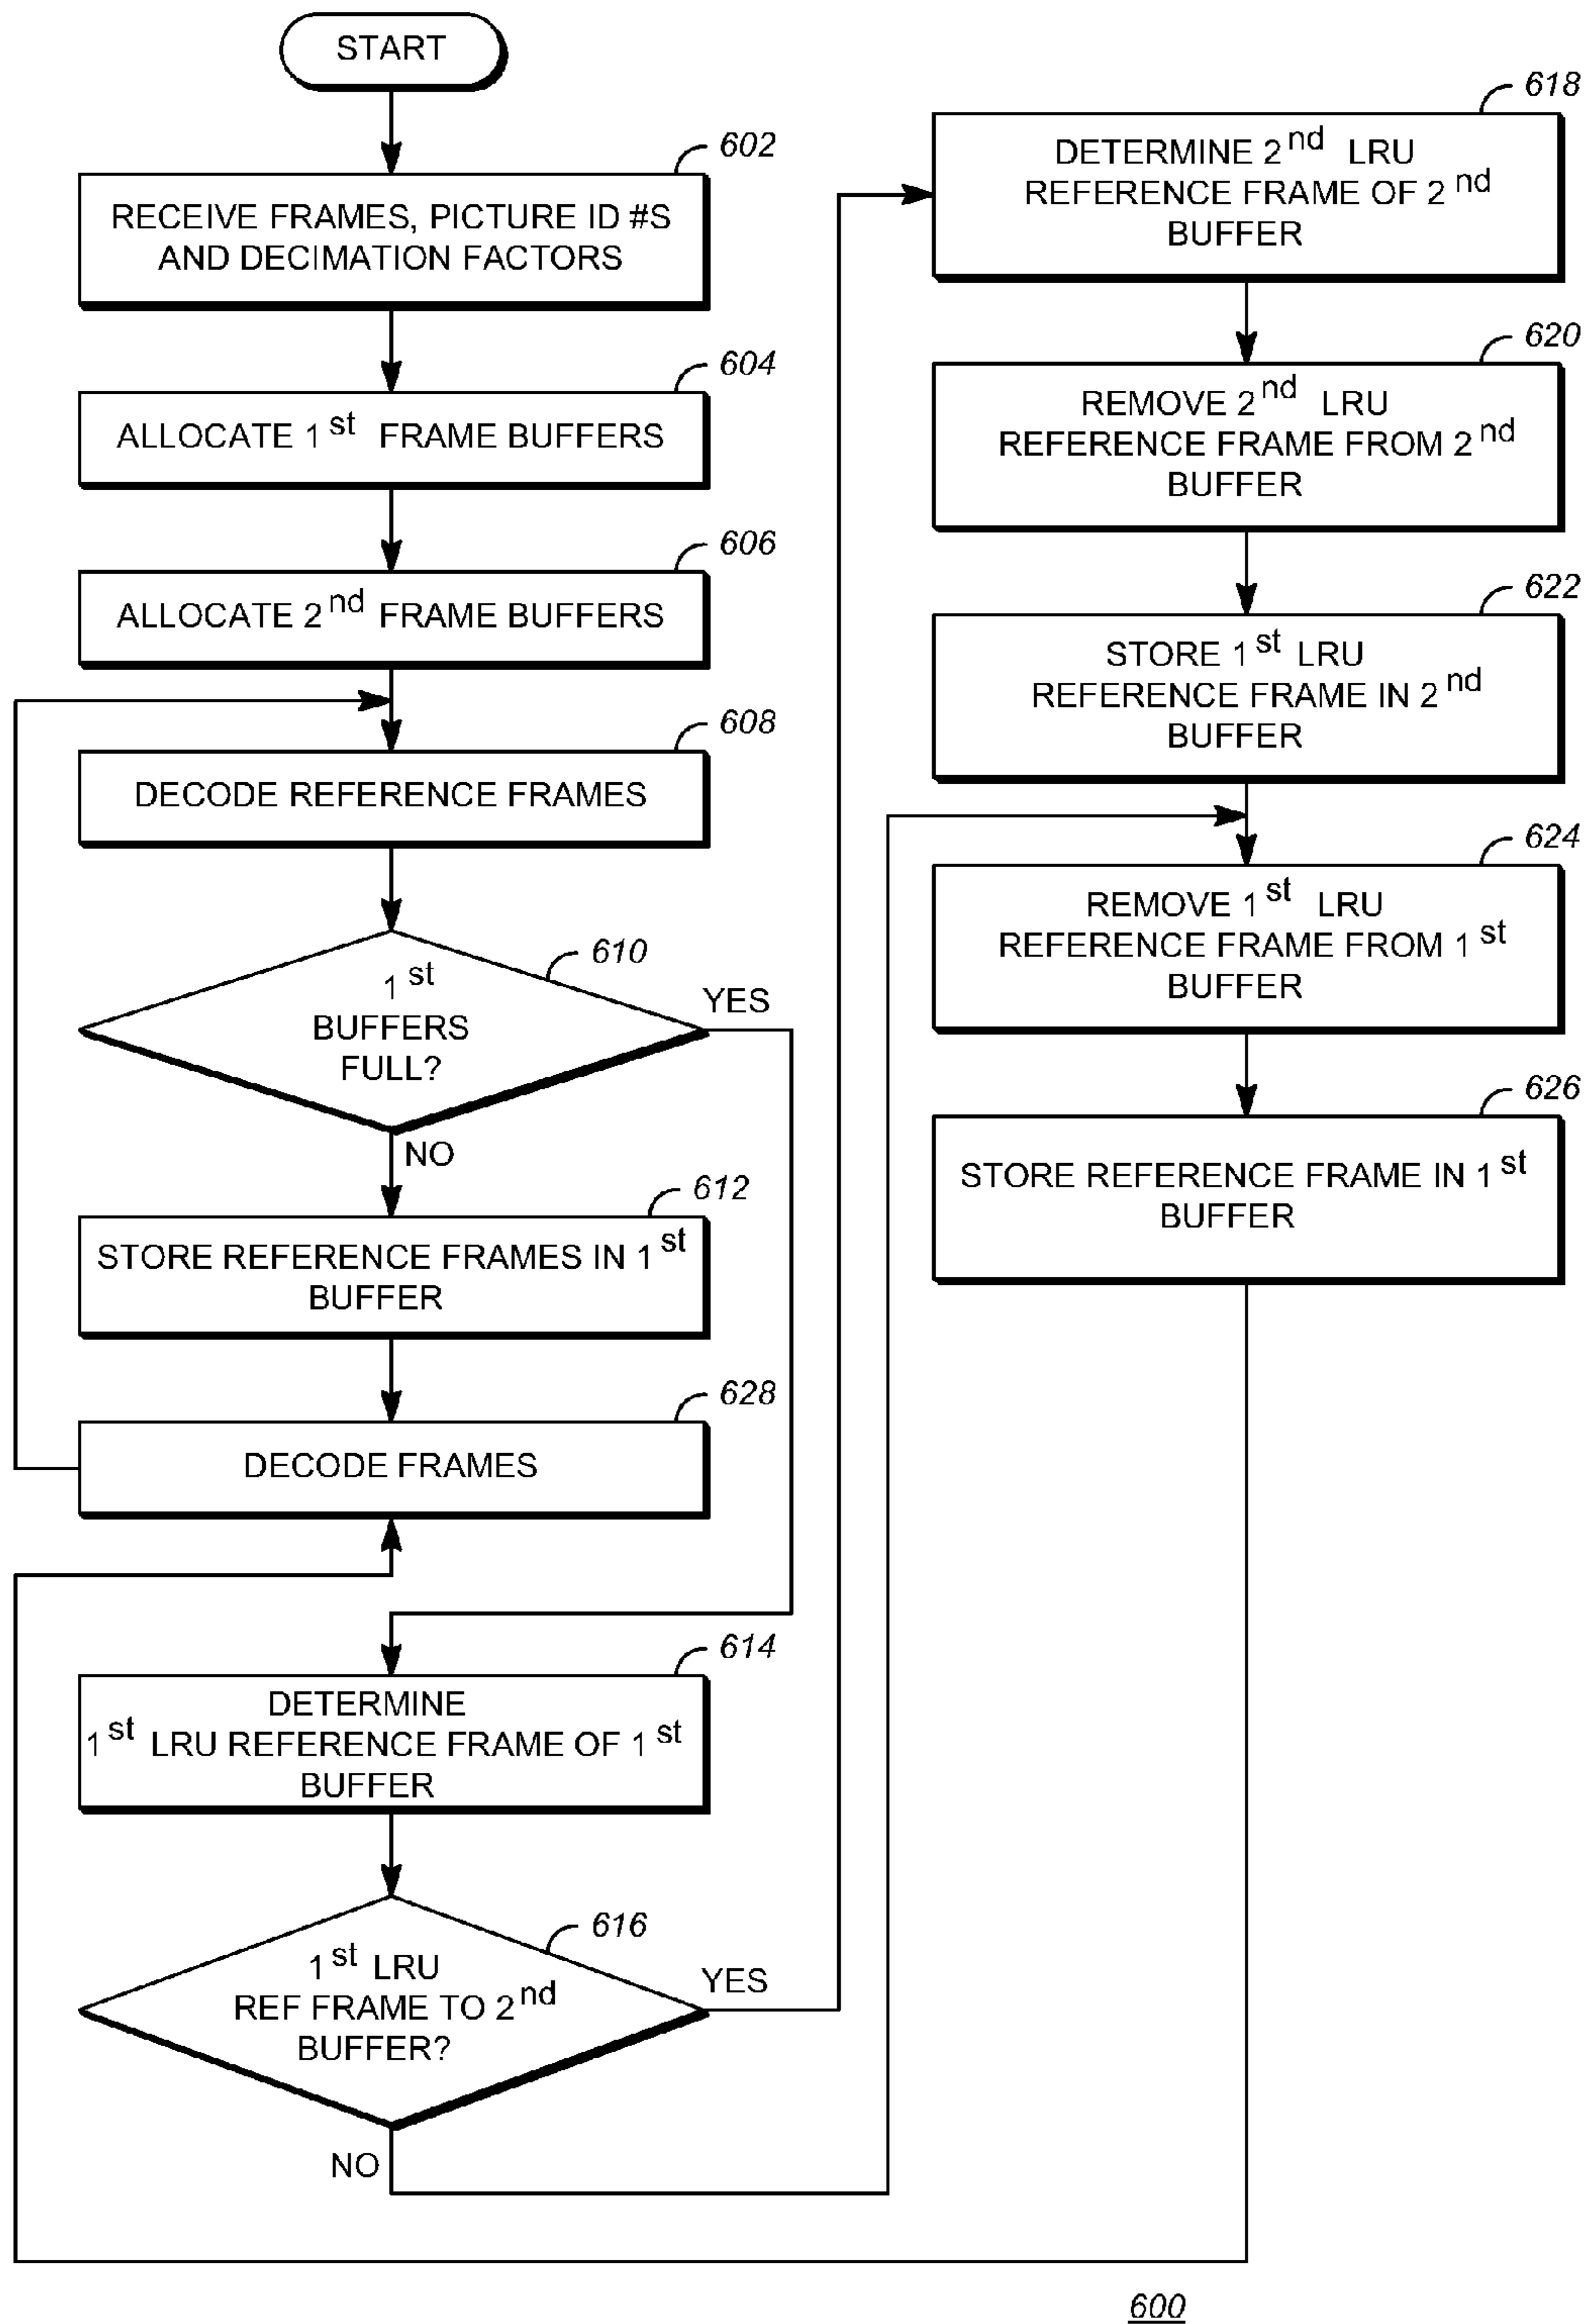 START
602
RECEIVE FRAMES, PICTURE ID #S
AND DECIMATION FACTORS
604
ALLOCATE 1st FRAME BUFFERS
606
ALLOCATE 2nd FRAME BUFFERS
608
DECODE REFERENCE FRAMES
610
1st
BUFFERS
FULL?
YES
NO
612
STORE REFERENCE FRAMES IN 1st
BUFFER
628
DECODE FRAMES
614
DETERMINE
1st LRU REFERENCE FRAME OF 1st
BUFFER
616
1st LRU
REF FRAME TO 2nd
BUFFER?
YES
NO
618
DETERMINE 2nd LRU
REFERENCE FRAME OF 2nd
BUFFER
620
REMOVE 2nd LRU
REFERENCE FRAME FROM 2nd
BUFFER
622
STORE 1st LRU
REFERENCE FRAME IN 2nd
BUFFER
624
REMOVE 1st LRU
REFERENCE FRAME FROM 1st
BUFFER
626
STORE REFERENCE FRAME IN 1st
BUFFER
600